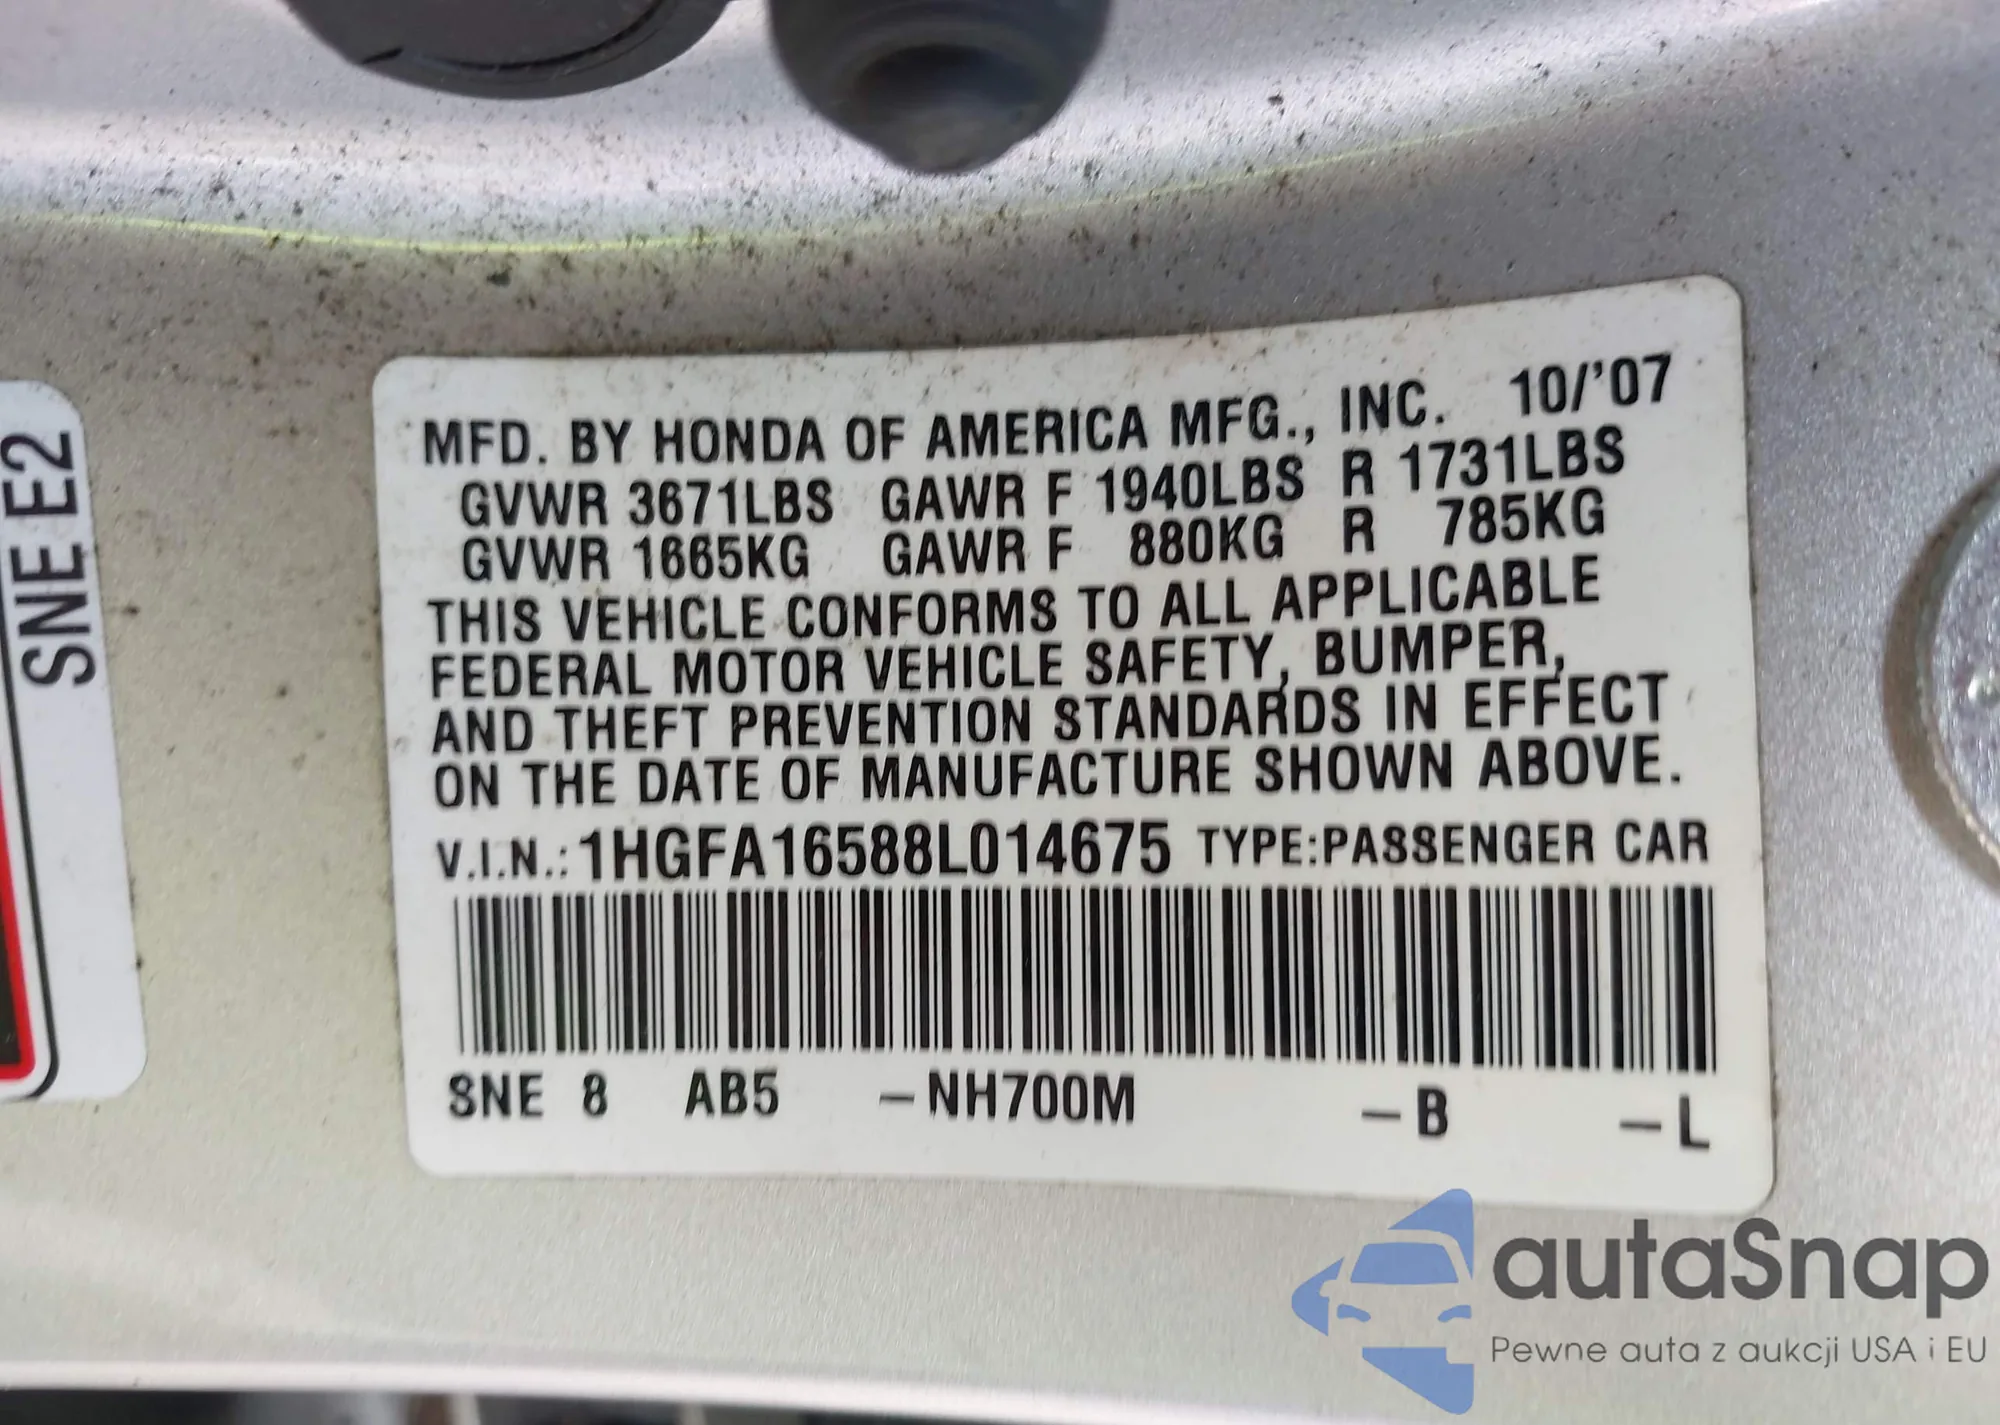 SNE E2
MFD. BY HONDA OF AMERICA MFG., INC. 10/'07
GVWR 3671LBS GAWR F 1940LBS R 1731LBS
GVWR 1665KG GAWR F 880KG R 785KG
THIS VEHICLE CONFORMS TO ALL APPLICABLE
FEDERAL MOTOR VEHICLE SAFETY, BUMPER,
AND THEFT PREVENTION STANDARDS IN EFFECT
ON THE DATE OF MANUFACTURE SHOWN ABOVE.
V.I.N.: 1HGFA16588L014675 TYPE:PASSENGER CAR
SNE 8 AB5 –NH700M –B –L
autaSnap
Pewne auta z aukcji USA i EU